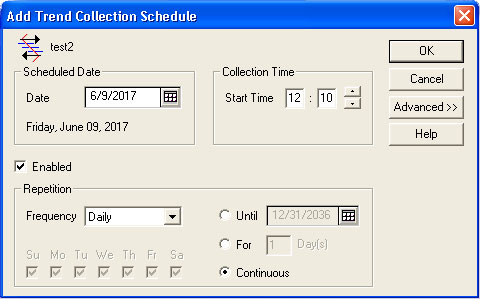 Add Trend Collection Schedule
test2
OK
Scheduled Date
Collection Time
Cancel
Date 6/9/2017
Start Time 12 : 10
Advanced >>
Friday, June 09, 2017
Help
Enabled
Repetition
Frequency Daily
Until 12/31/2036
For 1 Day(s)
Su Mo Tu We Th Fr Sa
Continuous